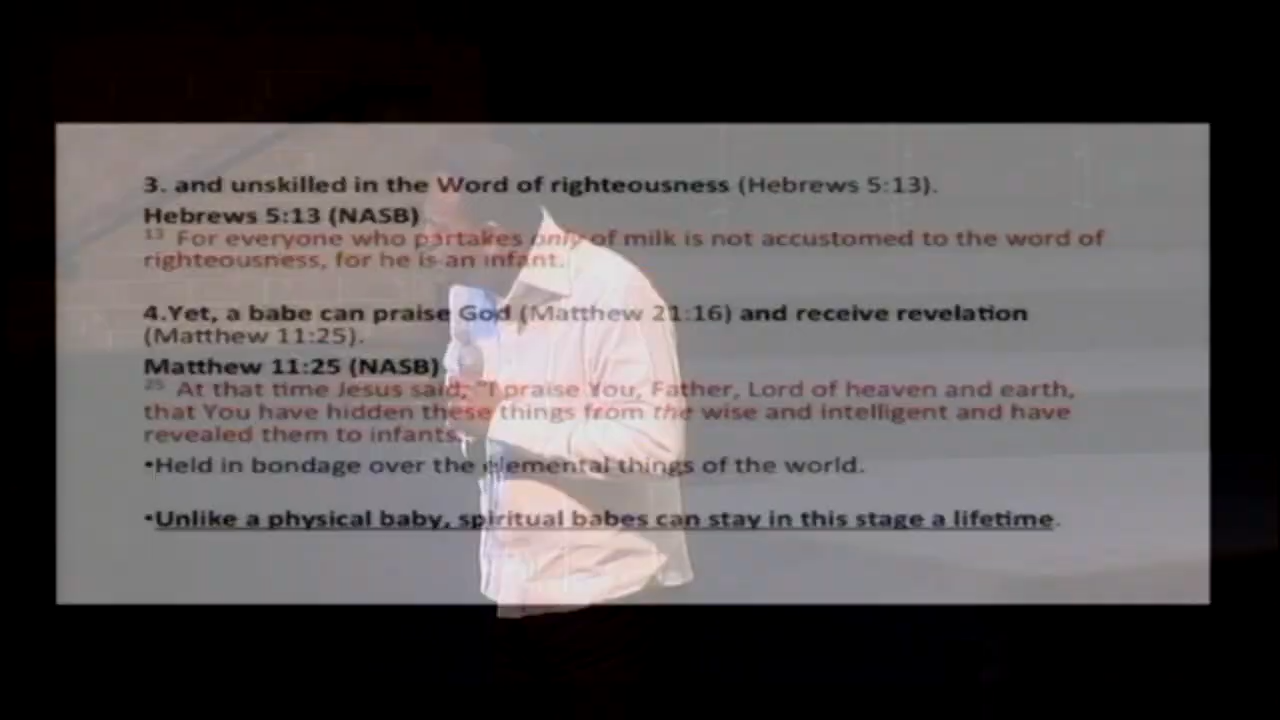 3. and unskilled in the Word of righteousness (Hebrews 5:13).
Hebrews 5:13 (NASB)
13 For everyone who partakes only of milk is not accustomed to the word of
righteousness, for he is an infant.
4.Yet, a babe can praise God (Matthew 21:16) and receive revelation
(Matthew 11:25).
Matthew 11:25 (NASB)
25 At that time Jesus said, "I praise You, Father, Lord of heaven and earth,
that You have hidden these things from the wise and intelligent and have
revealed them to infants.
•Held in bondage over the elemental things of the world.
•Unlike a physical baby, spiritual babes can stay in this stage a lifetime.